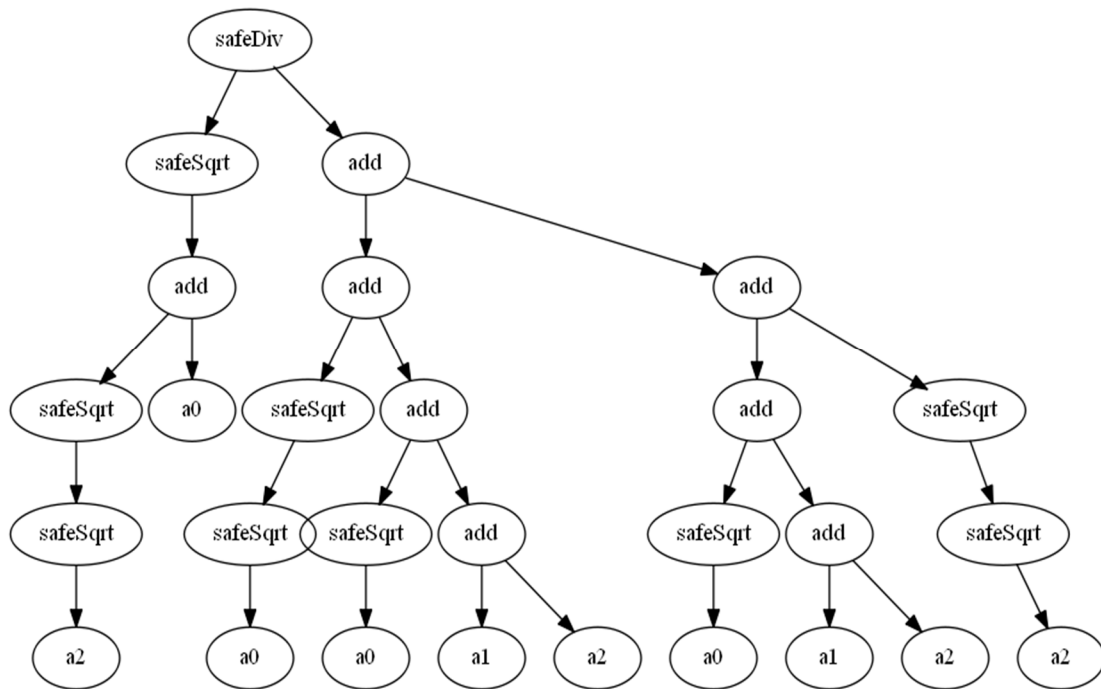 safeDiv
safeSqrt add
add add add
safeSqrt a0 safeSqrt add add safeSqrt
safeSqrt safeSqrt safeSqrt add safeSqrt add safeSqrt
a2 a0 a0 a1 a2 a0 a1 a2 a2